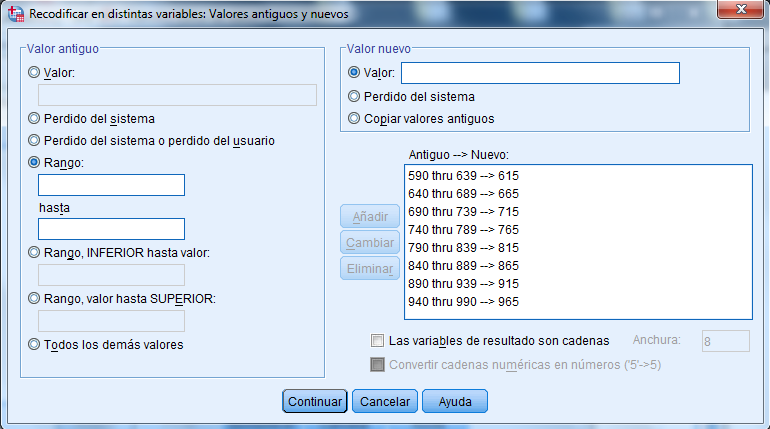 Recodificar en distintas variables: Valores antiguos y nuevos
Valor antiguo
Valor:
Perdido del sistema
Perdido del sistema o perdido del usuario
Rango:
hasta
Rango, INFERIOR hasta valor:
Rango, valor hasta SUPERIOR:
Todos los demás valores
Valor nuevo
Valor:
Perdido del sistema
Copiar valores antiguos
Antiguo --> Nuevo:
590 thru 639 --> 615
640 thru 689 --> 665
690 thru 739 --> 715
740 thru 789 --> 765
790 thru 839 --> 815
840 thru 889 --> 865
890 thru 939 --> 915
940 thru 990 --> 965
Añadir
Cambiar
Eliminar
Las variables de resultado son cadenas
Anchura:
8
Convertir cadenas numéricas en números ('5'->5)
Continuar
Cancelar
Ayuda